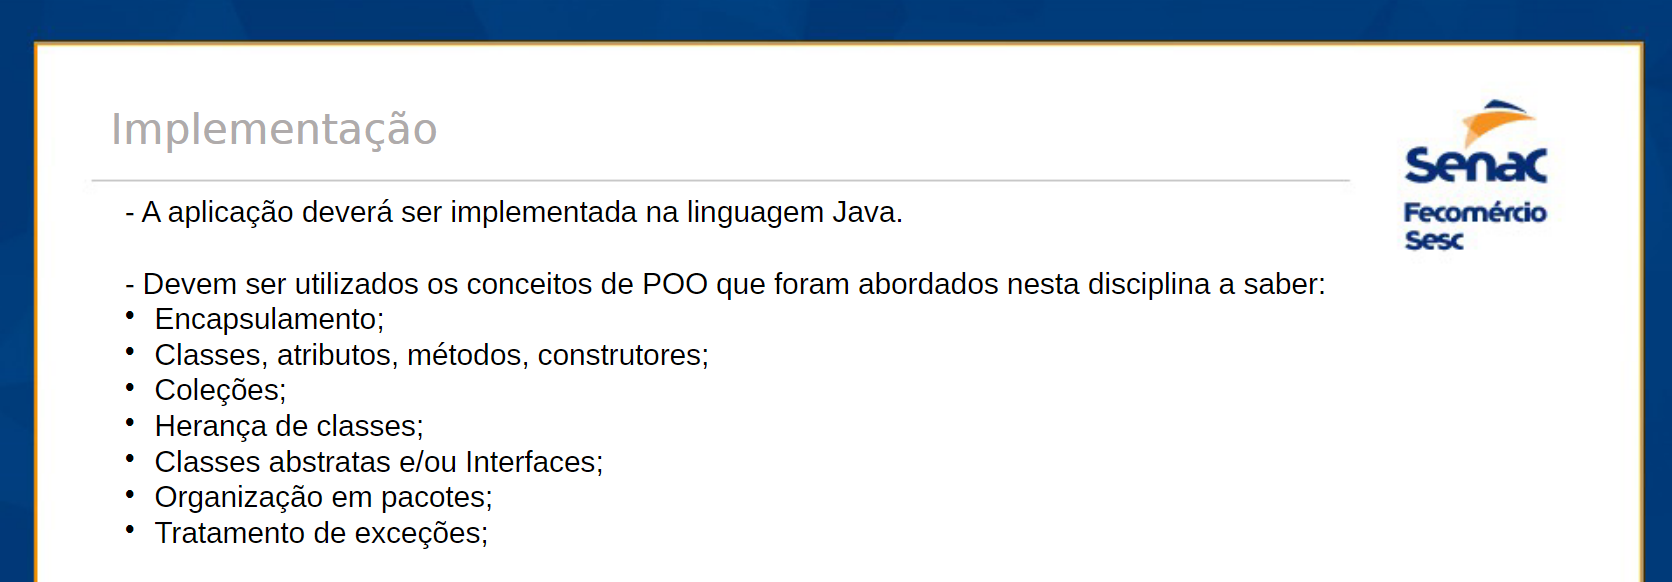 Implementação
Senac
Fecomércio
Sesc
- A aplicação deverá ser implementada na linguagem Java.
- Devem ser utilizados os conceitos de POO que foram abordados nesta disciplina a saber:
• Encapsulamento;
• Classes, atributos, métodos, construtores;
• Coleções;
• Herança de classes;
• Classes abstratas e/ou Interfaces;
• Organização em pacotes;
• Tratamento de exceções;